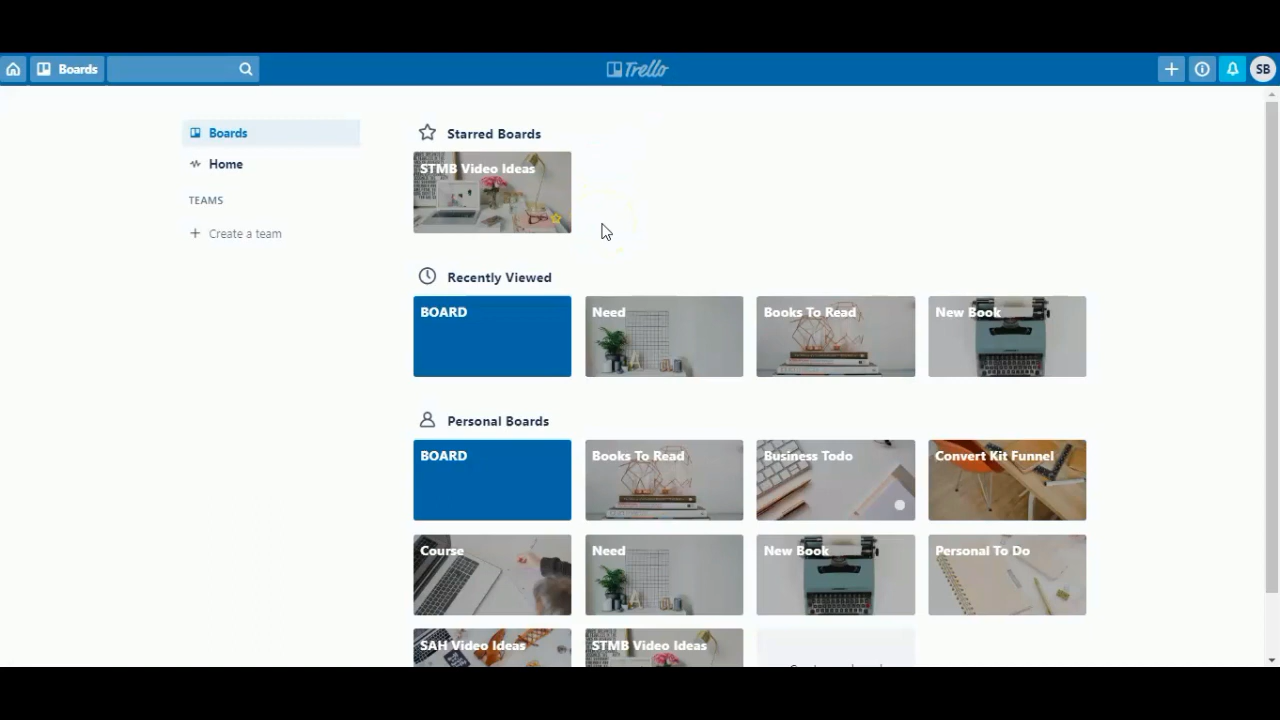 Boards
Trello
SB
Boards
Home
TEAMS
Create a team
Starred Boards
STMB Video Ideas
Recently Viewed
BOARD
Need
Books To Read
New Book
Personal Boards
BOARD
Books To Read
Business Todo
Convert Kit Funnel
Course
Need
New Book
Personal To Do
SAH Video Ideas
STMB Video Ideas